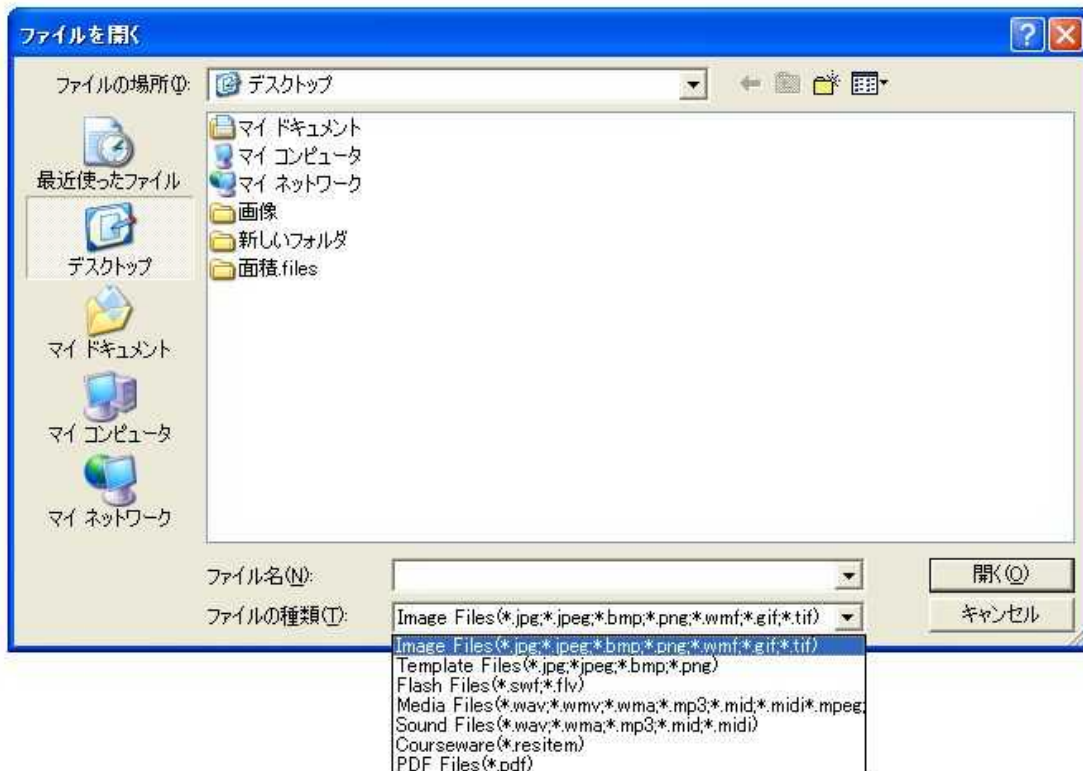 ファイルを開く
ファイルの場所(I):
デスクトップ
最近使ったファイル
デスクトップ
マイ ドキュメント
マイ コンピュータ
マイ ネットワーク
マイ ドキュメント
マイ コンピュータ
マイ ネットワーク
画像
新しいフォルダ
面積.files
ファイル名(N):
開く(O)
ファイルの種類(T):
Image Files(*.jpg;*.jpeg;*.bmp;*.png;*.wmf;*.gif;*.tif)
キャンセル
Image Files(*.jpg;*.jpeg;*.bmp;*.png;*.wmf;*.gif;*.tif)
Template Files(*.jpg;*jpeg;*.bmp;*.png)
Flash Files(*.swf;*.flv)
Media Files(*.wav;*.wmv;*.wma;*.mp3;*.mid;*.midi*.mpeg;
Sound Files(*.wav;*.wma;*.mp3;*.mid;*.midi)
Courseware(*.resitem)
PDF Files(*.pdf)